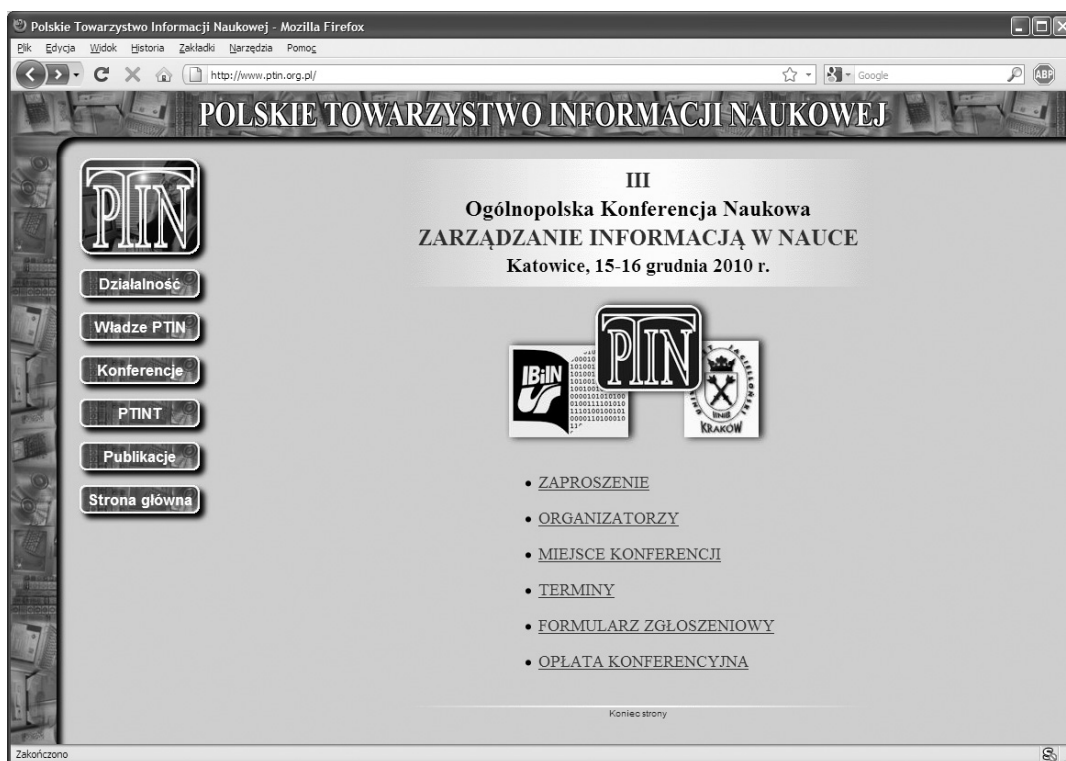 Polskie Towarzystwo Informacji Naukowej - Mozilla Firefox
Plik Edycja Widok Historia Zakładki Narzędzia Pomoc
http://www.ptin.org.pl/ Google ABP
POLSKIE TOWARZYSTWO INFORMACJI NAUKOWEJ
PTIN
Działalność
Władze PTIN
Konferencje
PTINT
Publikacje
Strona główna
III
Ogólnopolska Konferencja Naukowa
ZARZĄDZANIE INFORMACJĄ W NAUCE
Katowice, 15-16 grudnia 2010 r.
PTIN
IBiIN
KRAKÓW
• ZAPROSZENIE
• ORGANIZATORZY
• MIEJSCE KONFERENCJI
• TERMINY
• FORMULARZ ZGŁOSZENIOWY
• OPŁATA KONFERENCYJNA
Koniec strony
Zakończono